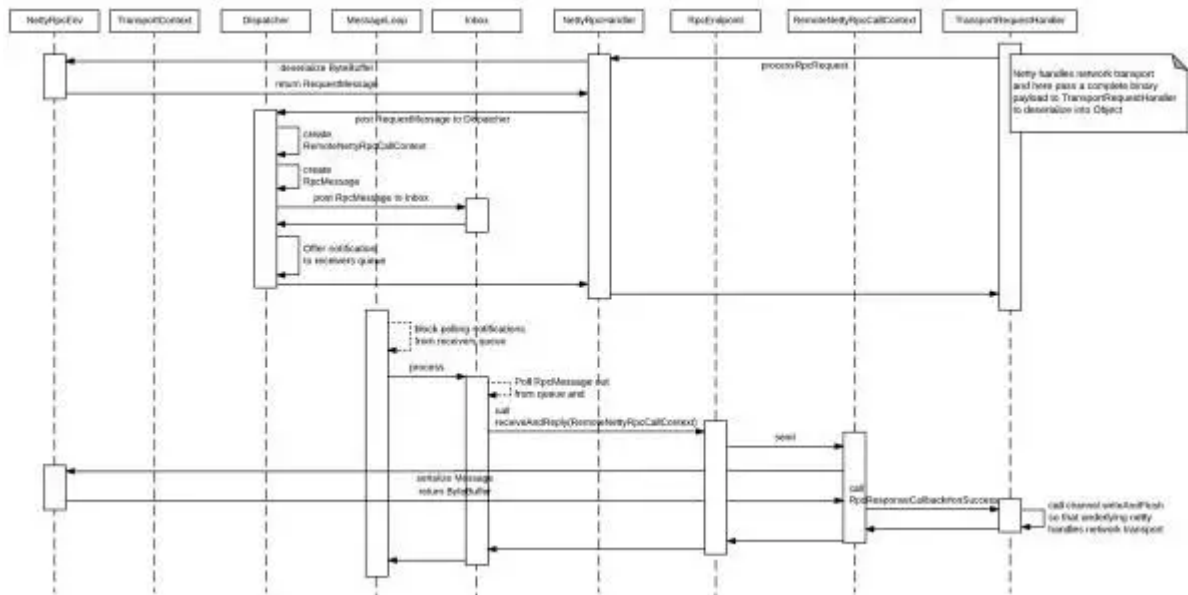 NettyRpcEnv
TransportContext
Dispatcher
MessageLoop
Inbox
NettyRpcHandler
RpcEndpoint
RemoteNettyRpcCallContext
TransportRequestHandler
processRpcRequest
deserialize ByteBuffer
return RequestMessage
Netty handles network transport
and here pass a complete binary
payload to TransportRequestHandler
to deserialize into Object
post RequestMessage to Dispatcher
create
RemoteNettyRpcCallContext
create
RpcMessage
post RpcMessage to Inbox
Offer notification
to receivers queue
block polling notifications
from receivers queue
process
Poll RpcMessage out
from queue and
call
receiveAndReply(RemoteNettyRpcCallContext)
send
serialize Message
return ByteBuffer
call
RpcResponseCallback#onSuccess
call channel.writeAndFlush
so that underlying netty
handles network transport